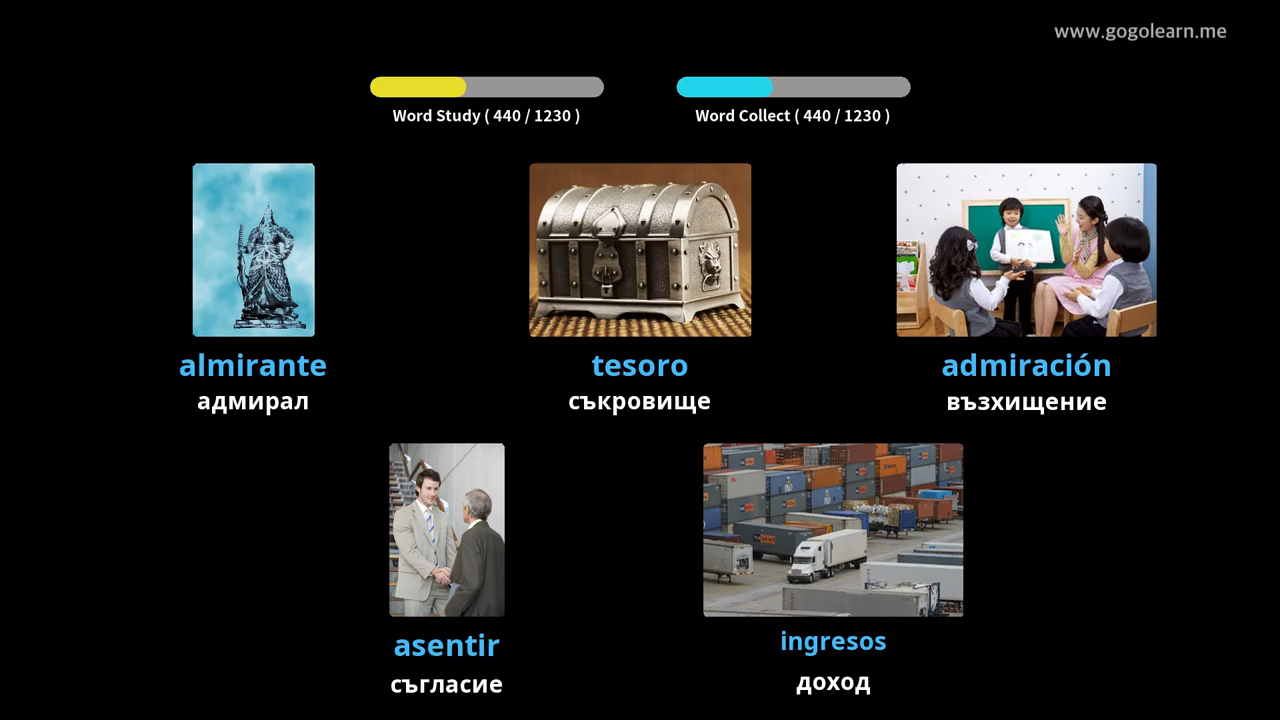 www.gogolearn.me
Word Study ( 440 / 1230 )
Word Collect ( 440 / 1230 )
almirante
адмирал
tesoro
съкровище
admiración
възхищение
asentir
съгласие
ingresos
доход